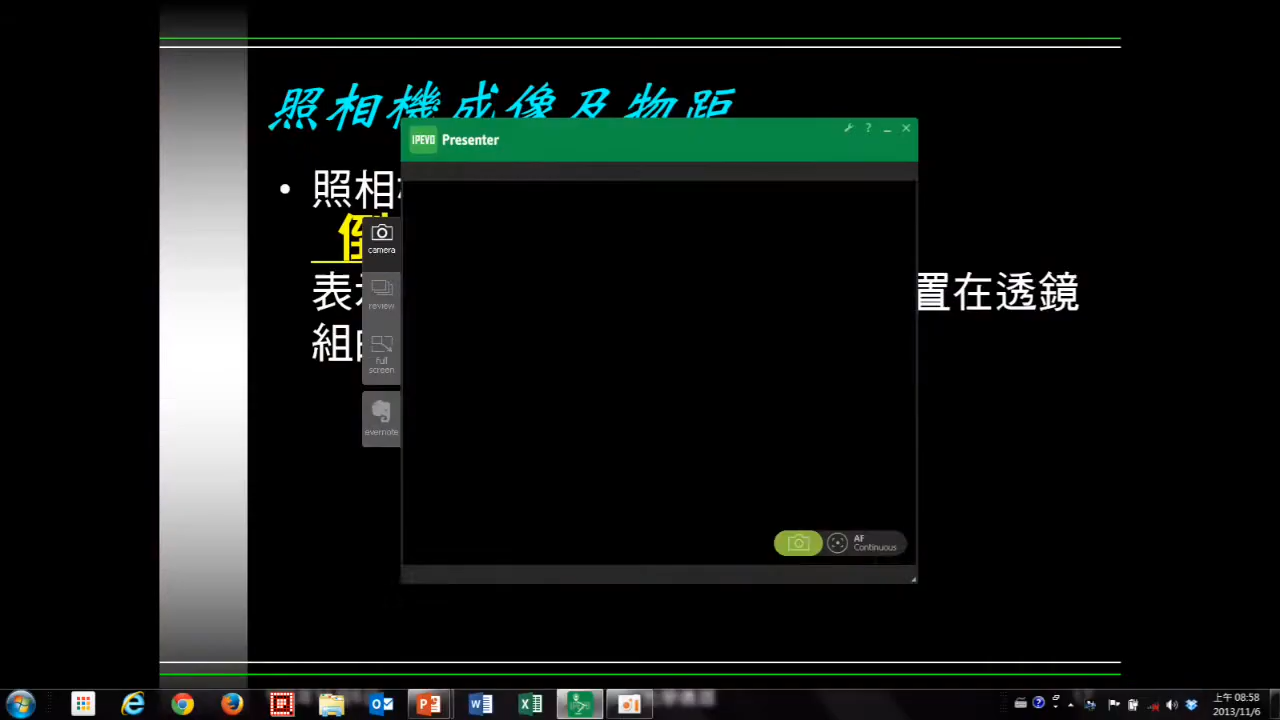 照相機成像及物距
IPEVO Presenter
• 照相
camera
表
置在透鏡
review
組
full
screen
evernote
AF
Continuous
上午 08:58
2013/11/6